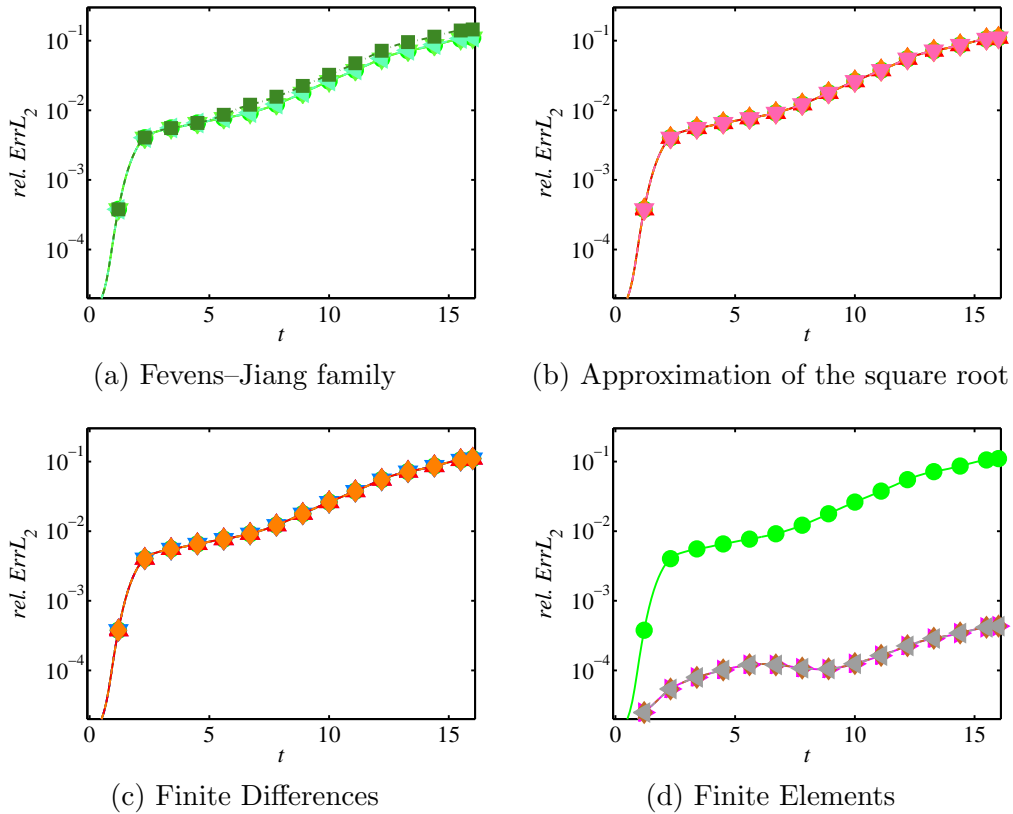 10⁻¹
10⁻²
10⁻³
10⁻⁴
rel. ErrL₂
0 5 10 15
t
(a) Fevens–Jiang family
10⁻¹
10⁻²
10⁻³
10⁻⁴
rel. ErrL₂
0 5 10 15
t
(b) Approximation of the square root
10⁻¹
10⁻²
10⁻³
10⁻⁴
rel. ErrL₂
0 5 10 15
t
(c) Finite Differences
10⁻¹
10⁻²
10⁻³
10⁻⁴
rel. ErrL₂
0 5 10 15
t
(d) Finite Elements